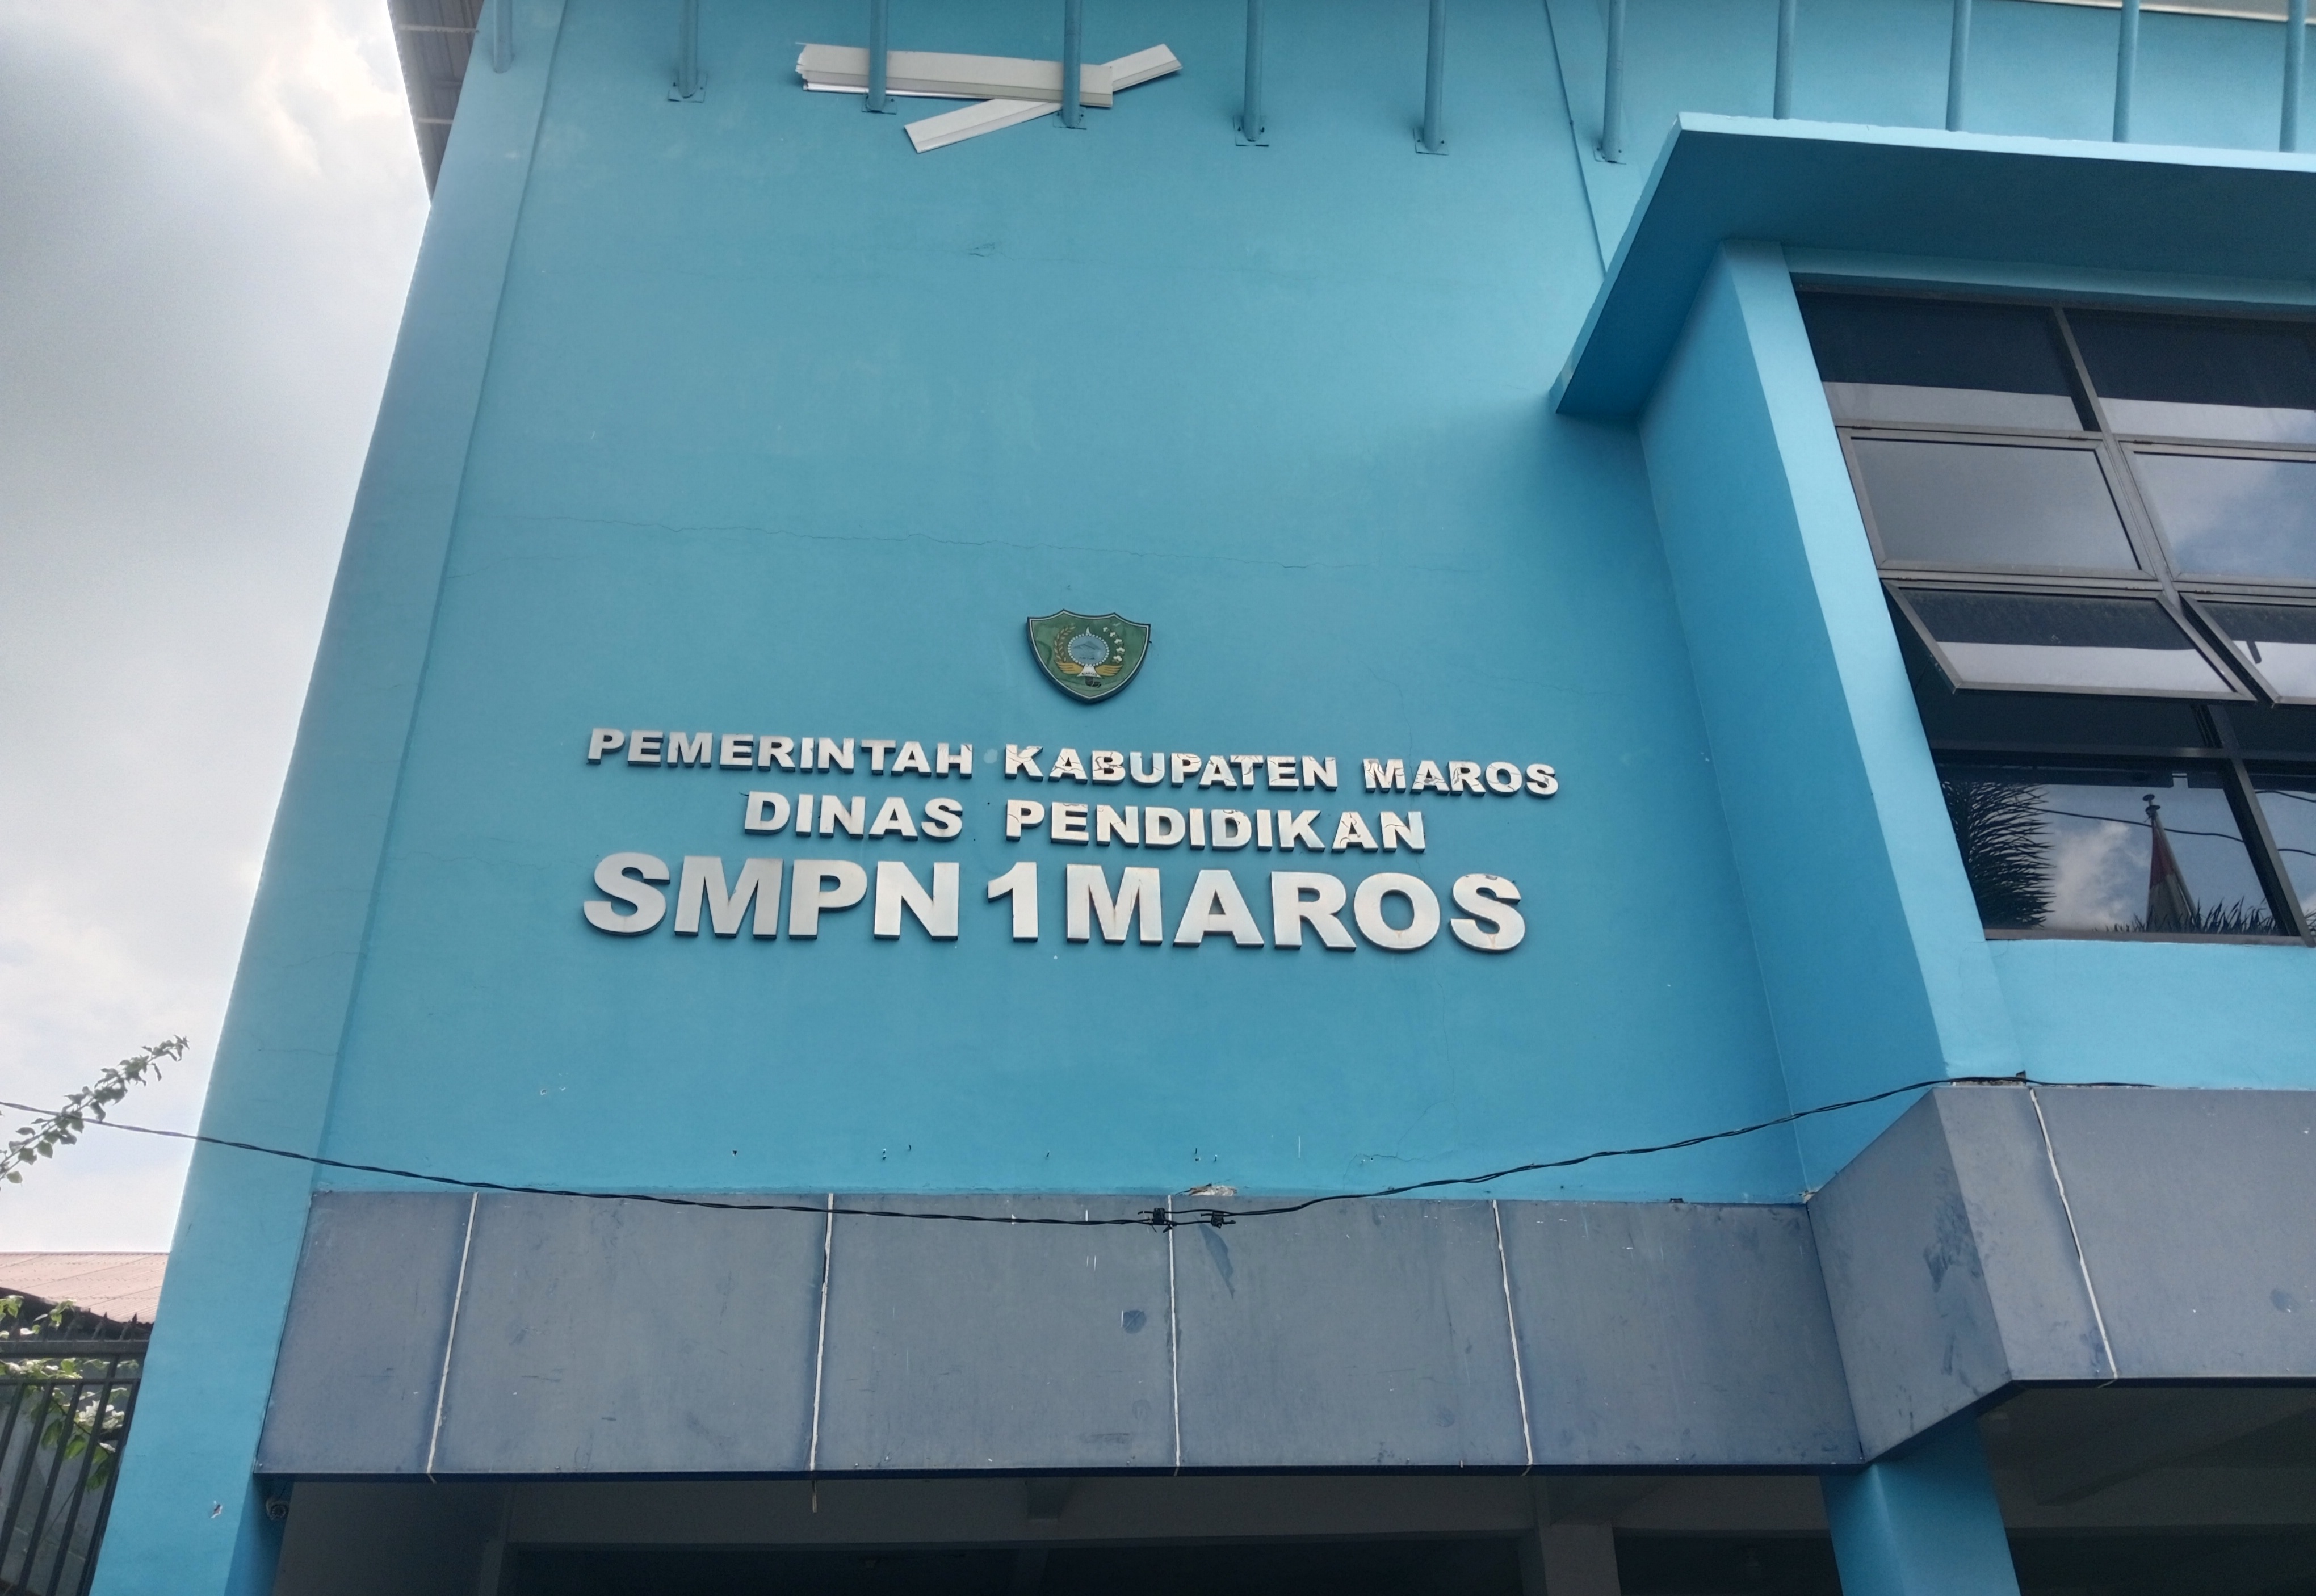 PEMERINTAH KABUPATEN MAROS
DINAS PENDIDIKAN
SMPN 1 MAROS